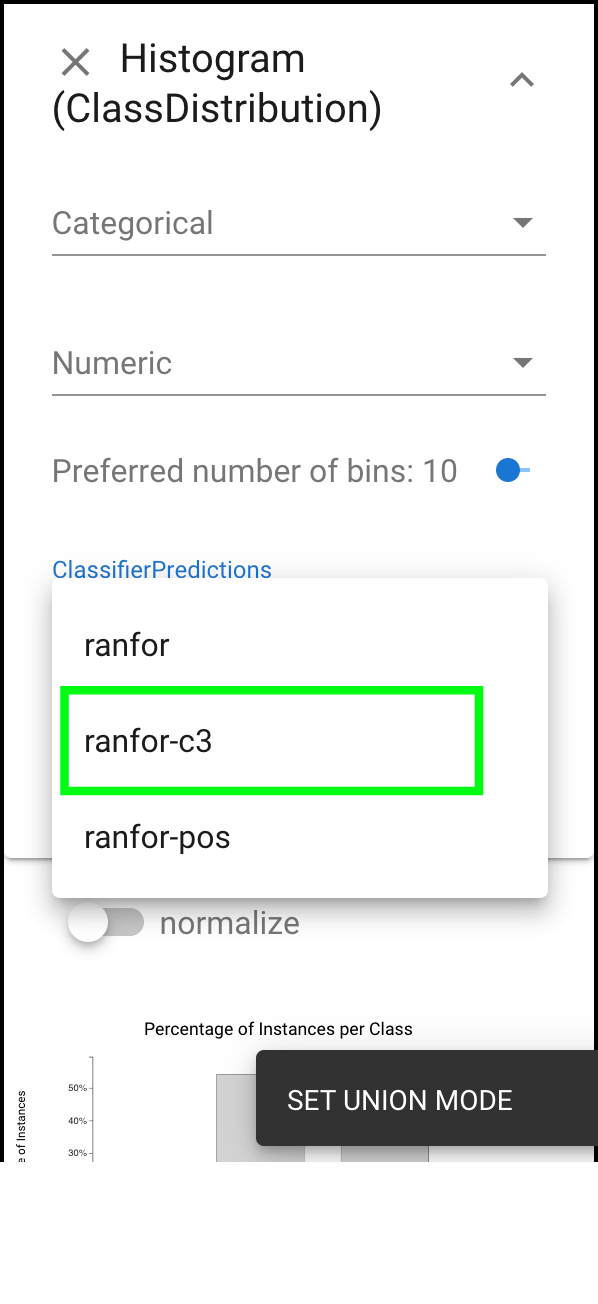 Histogram
(ClassDistribution)
Categorical
Numeric
Preferred number of bins: 10
ClassifierPredictions
ranfor
ranfor-c3
ranfor-pos
normalize
Percentage of Instances per Class
SET UNION MODE
50%
40%
30%
e of Instances